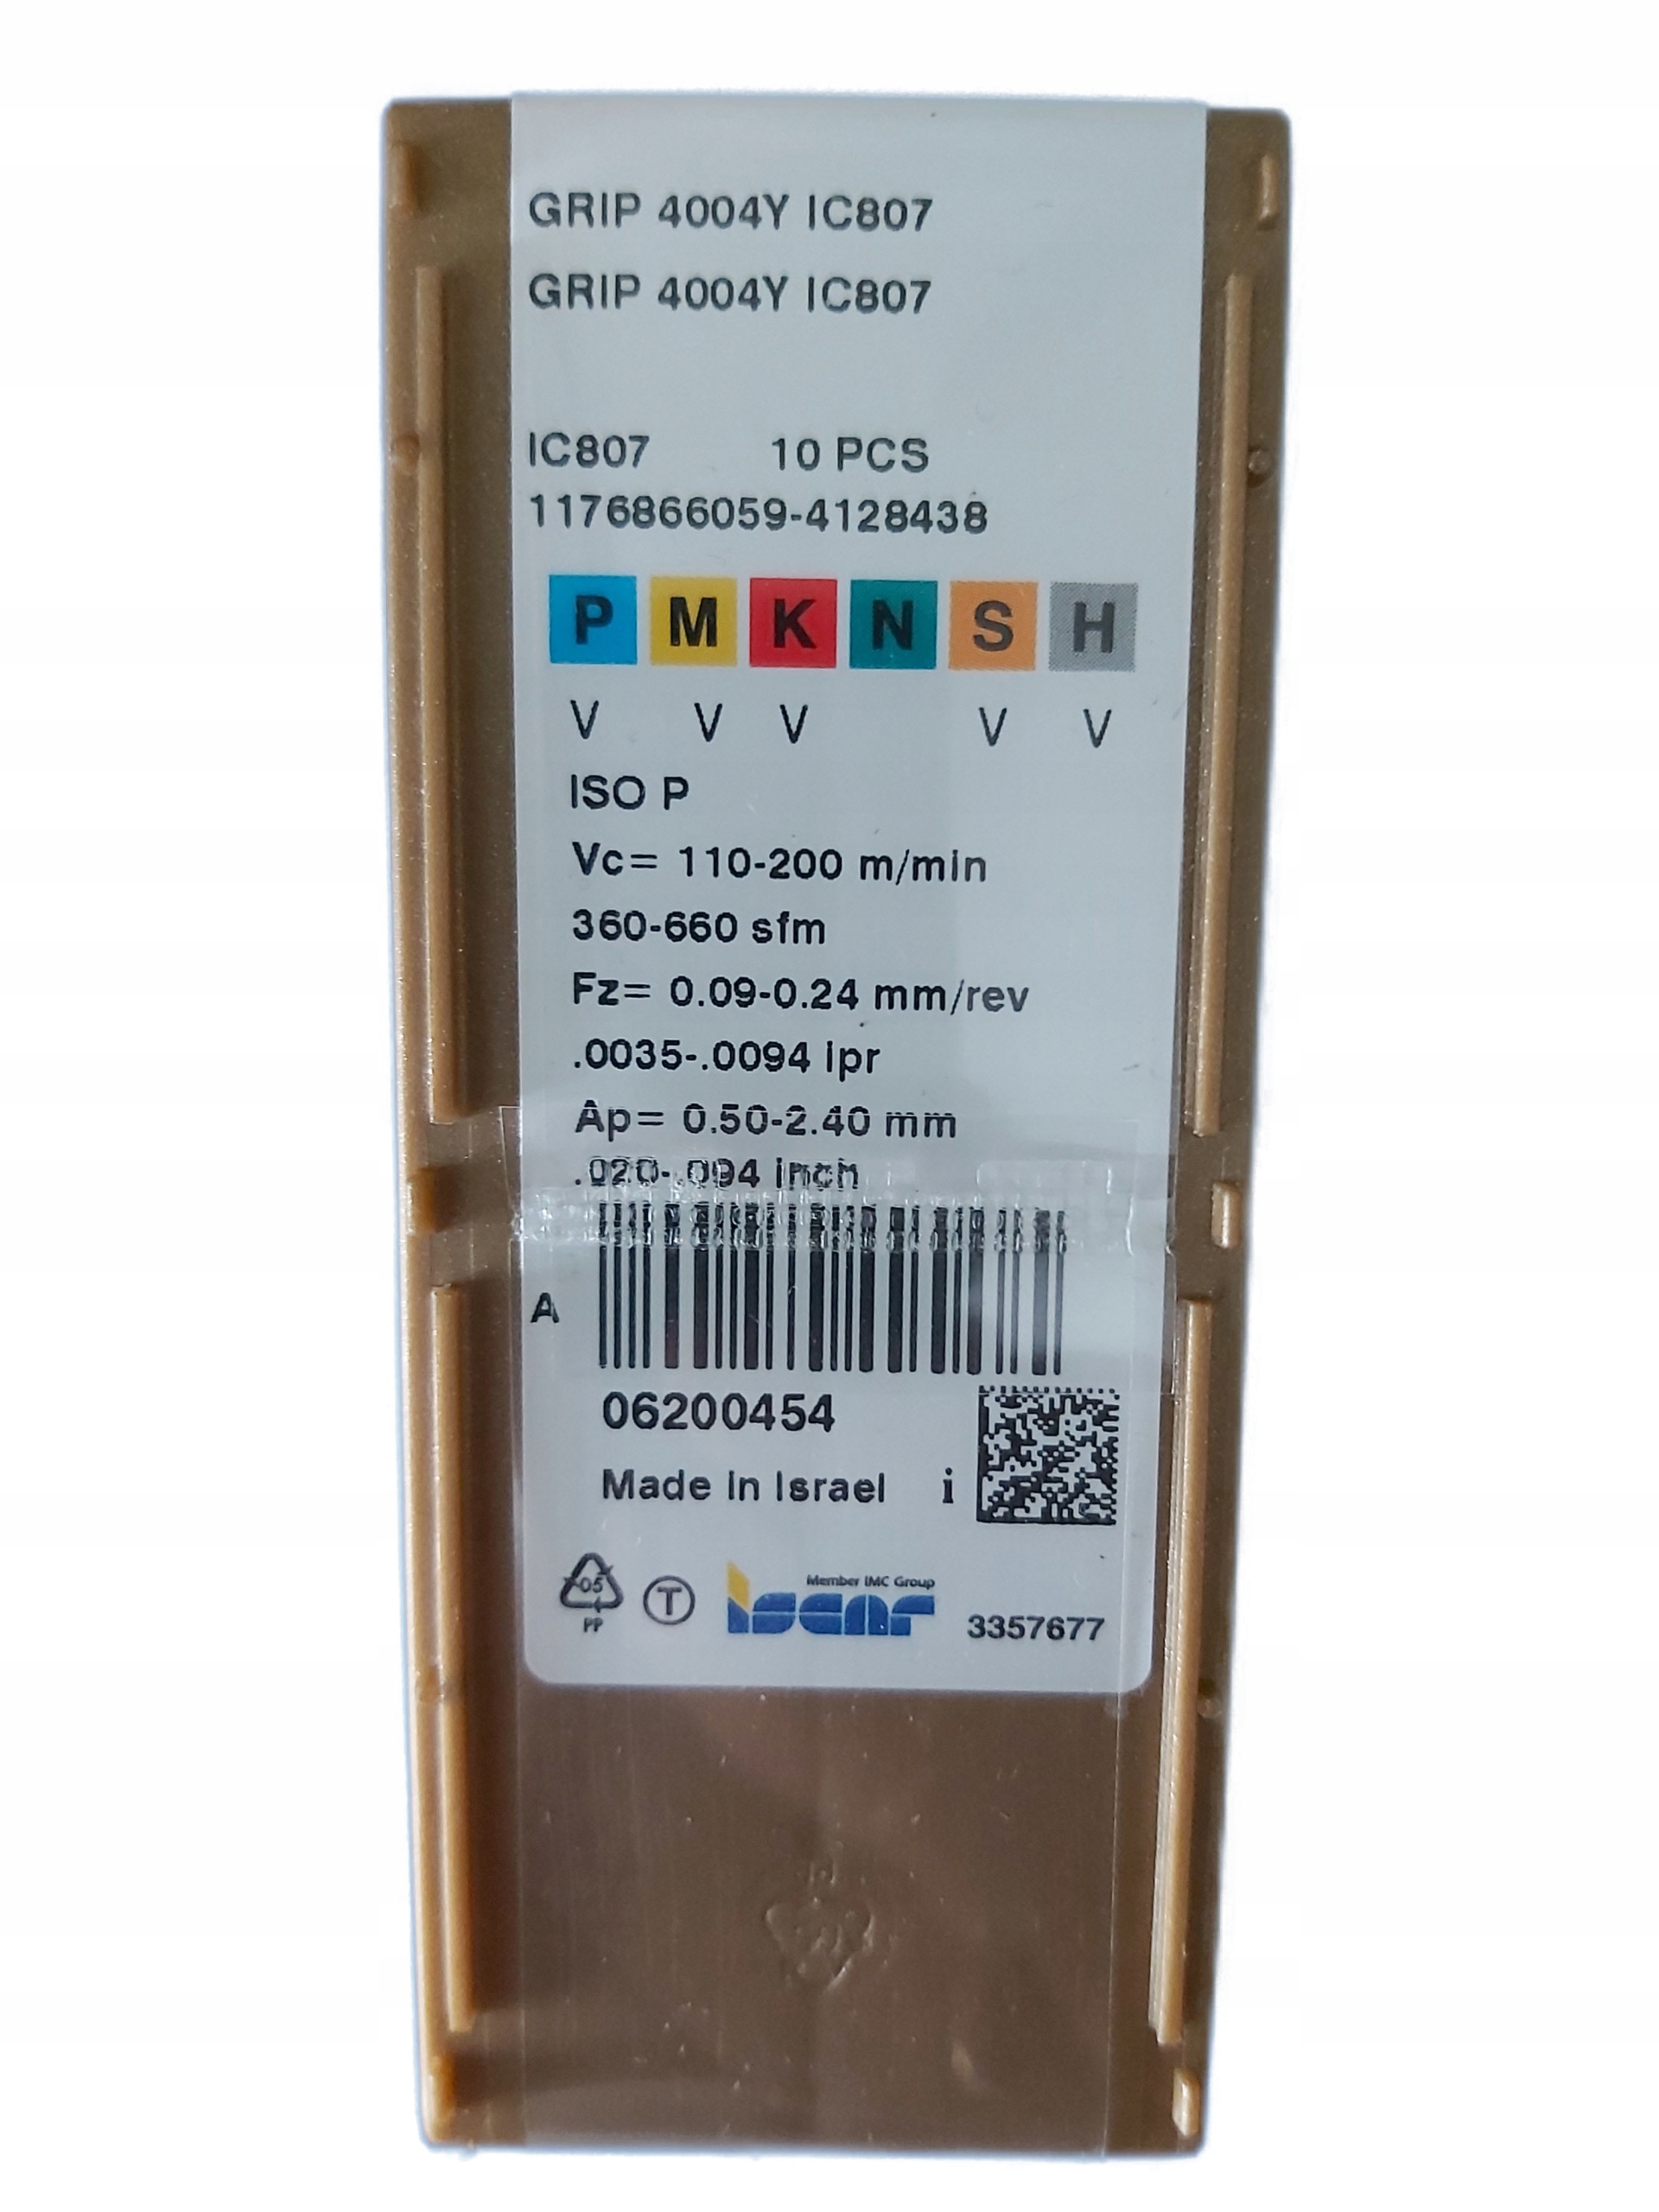 GRIP 4004Y IC807
GRIP 4004Y IC807
IC807 10 PCS
1176866059-4128438
P M K N S H
V V V V V
ISO P
Vc= 110-200 m/min
360-660 sfm
Fz= 0.09-0.24 mm/rev
.0035-.0094 ipr
Ap= 0.50-2.40 mm
.020-.094 inch
A
06200454
Made in Israel i
05
PP
T
Member IMC Group
iscar
3357677